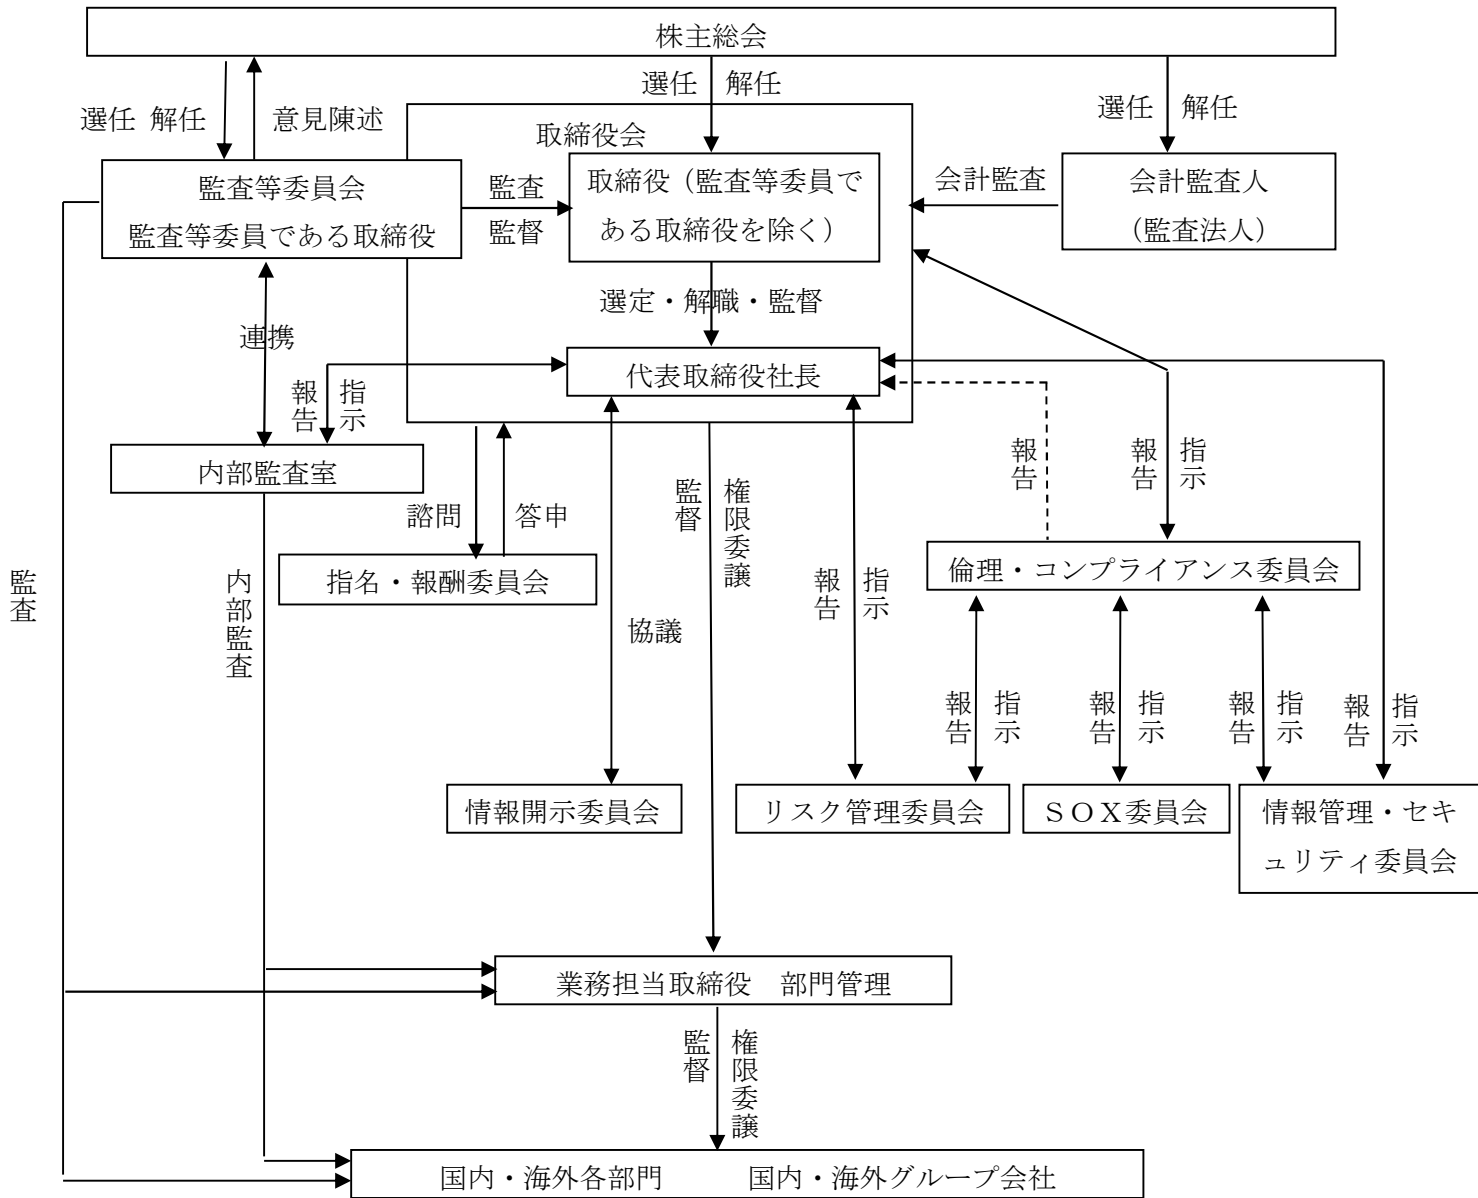 株主総会
選任 解任
意見陳述
選任 解任
選任 解任
取締役会
監査等委員会
監査等委員である取締役
監査
監督
取締役（監査等委員で
ある取締役を除く）
会計監査
会計監査人
（監査法人）
選定・解職・監督
連携
代表取締役社長
報告 指示
内部監査室
諮問
答申
監督 権限委譲
報告
報告 指示
指名・報酬委員会
倫理・コンプライアンス委員会
監査
内部監査
協議
報告 指示
報告 指示
報告 指示
報告 指示
報告 指示
情報開示委員会
リスク管理委員会
ＳＯＸ委員会
情報管理・セキ
ュリティ委員会
業務担当取締役　部門管理
監督 権限委譲
国内・海外各部門　　　国内・海外グループ会社